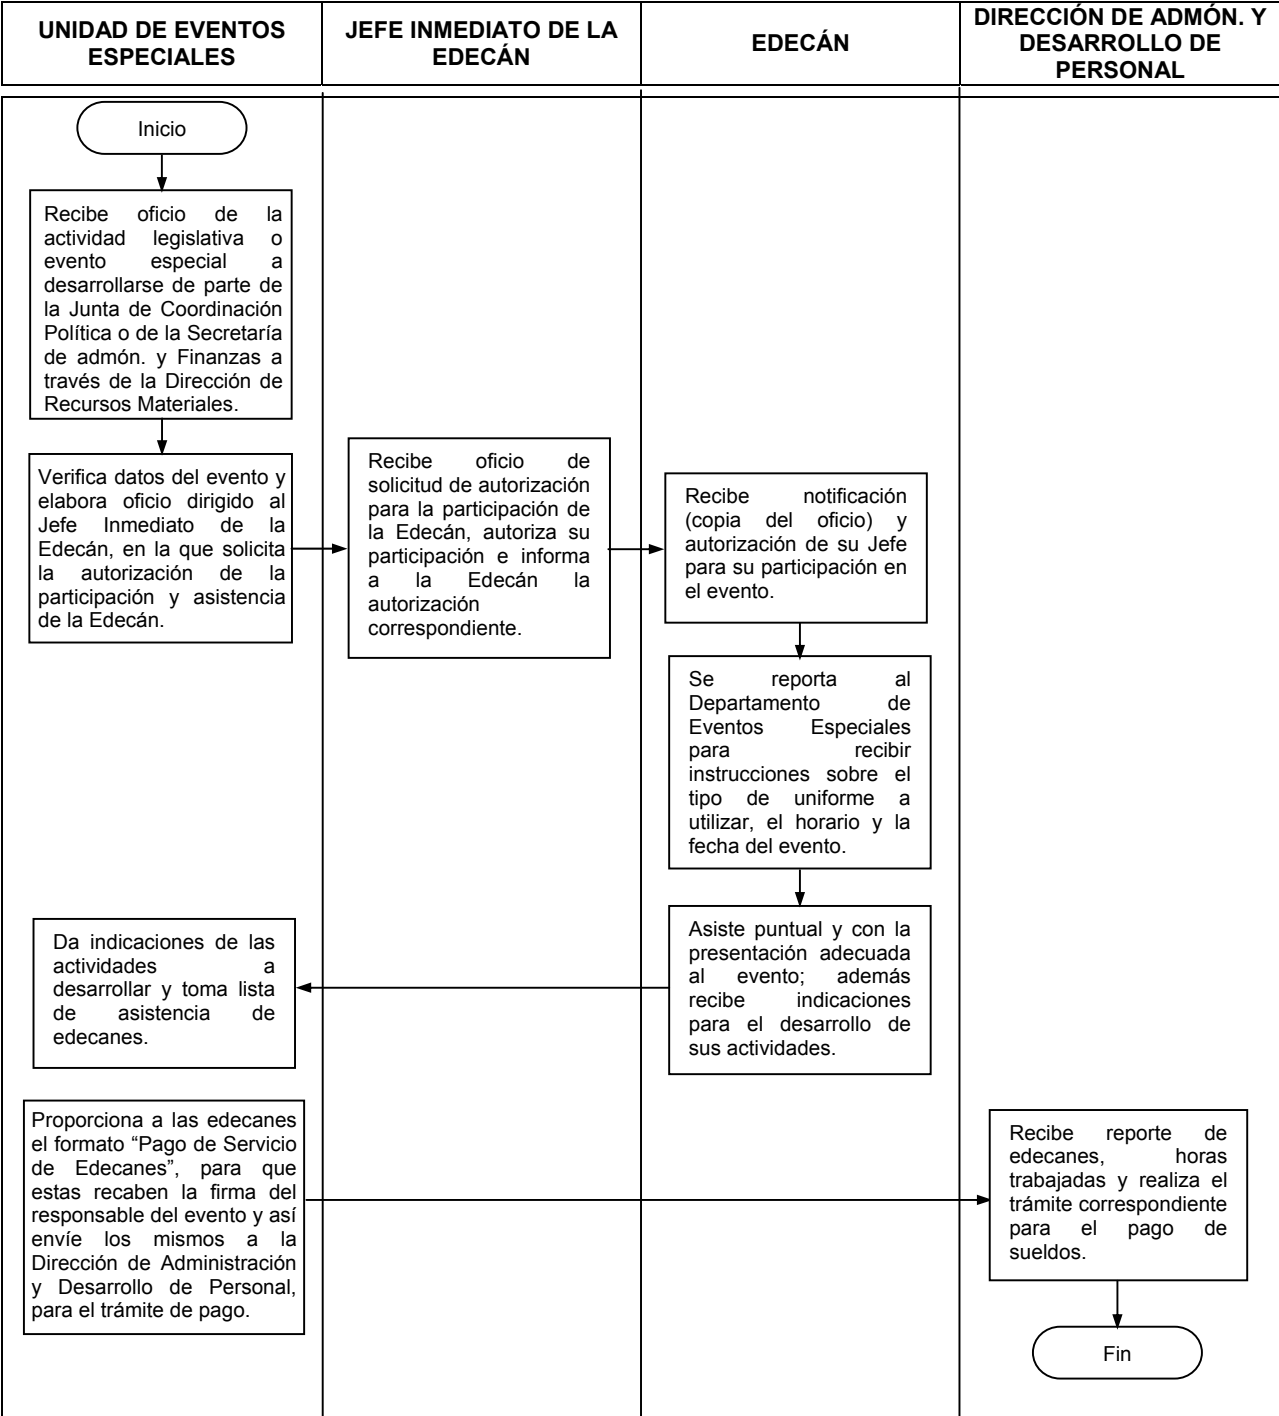 UNIDAD DE EVENTOS
ESPECIALES
JEFE INMEDIATO DE LA
EDECÁN
EDECÁN
DIRECCIÓN DE ADMÓN. Y
DESARROLLO DE
PERSONAL
Inicio
Recibe oficio de la
actividad legislativa o
evento especial a
desarrollarse de parte de
la Junta de Coordinación
Política o de la Secretaría
de admón. y Finanzas a
través de la Dirección de
Recursos Materiales.
Verifica datos del evento y
elabora oficio dirigido al
Jefe Inmediato de la
Edecán, en la que solicita
la autorización de la
participación y asistencia
de la Edecán.
Recibe oficio de
solicitud de autorización
para la participación de
la Edecán, autoriza su
participación e informa
a la Edecán la
autorización
correspondiente.
Recibe notificación
(copia del oficio) y
autorización de su Jefe
para su participación en
el evento.
Se reporta al
Departamento de
Eventos Especiales
para recibir
instrucciones sobre el
tipo de uniforme a
utilizar, el horario y la
fecha del evento.
Asiste puntual y con la
presentación adecuada
al evento; además
recibe indicaciones
para el desarrollo de
sus actividades.
Da indicaciones de las
actividades a
desarrollar y toma lista
de asistencia de
edecanes.
Proporciona a las edecanes
el formato “Pago de Servicio
de Edecanes”, para que
estas recaben la firma del
responsable del evento y así
envíe los mismos a la
Dirección de Administración
y Desarrollo de Personal,
para el trámite de pago.
Recibe reporte de
edecanes, horas
trabajadas y realiza el
trámite correspondiente
para el pago de
sueldos.
Fin